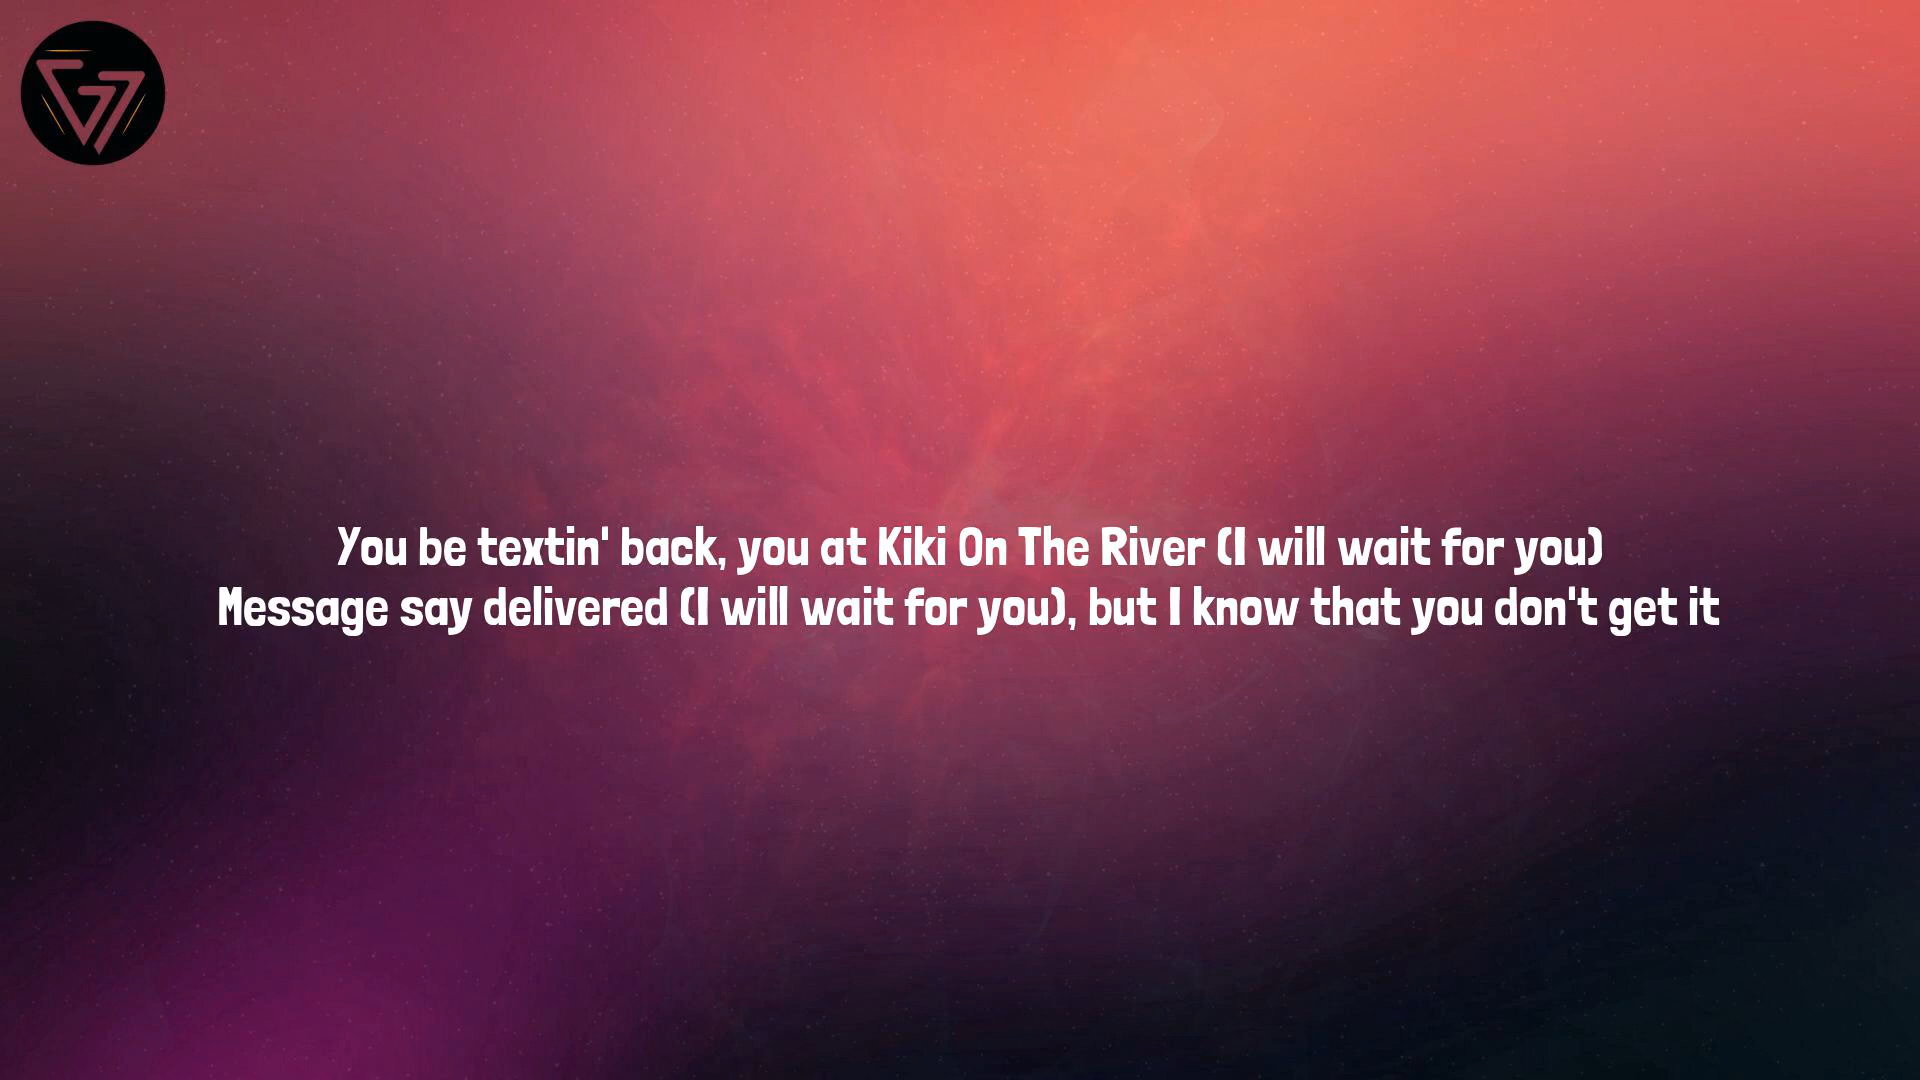 You be textin' back, you at Kiki On The River (I will wait for you)
Message say delivered (I will wait for you), but I know that you don't get it